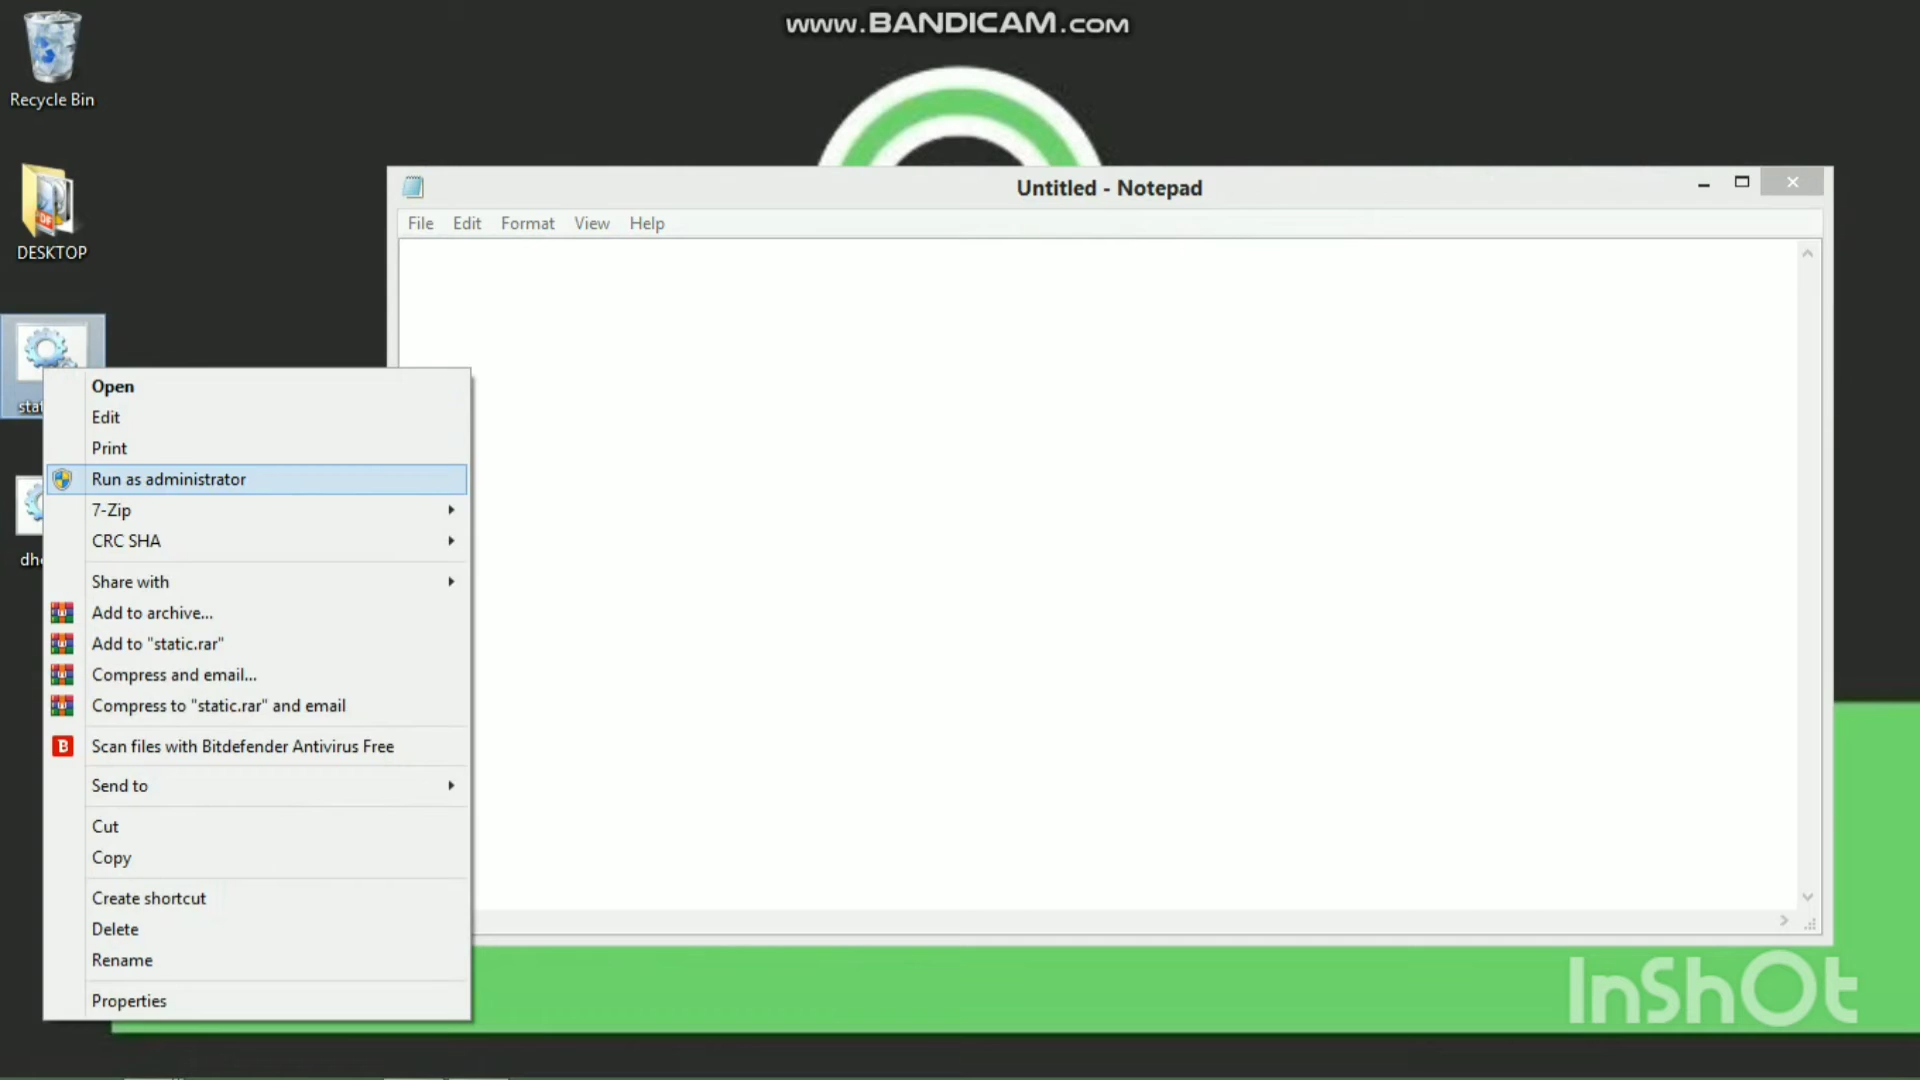 www.BANDICAM.com
Recycle Bin
DESKTOP
Untitled - Notepad
File Edit Format View Help
Open
Edit
Print
Run as administrator
7-Zip
CRC SHA
Share with
Add to archive...
Add to "static.rar"
Compress and email...
Compress to "static.rar" and email
Scan files with Bitdefender Antivirus Free
Send to
Cut
Copy
Create shortcut
Delete
Rename
Properties
InShOt